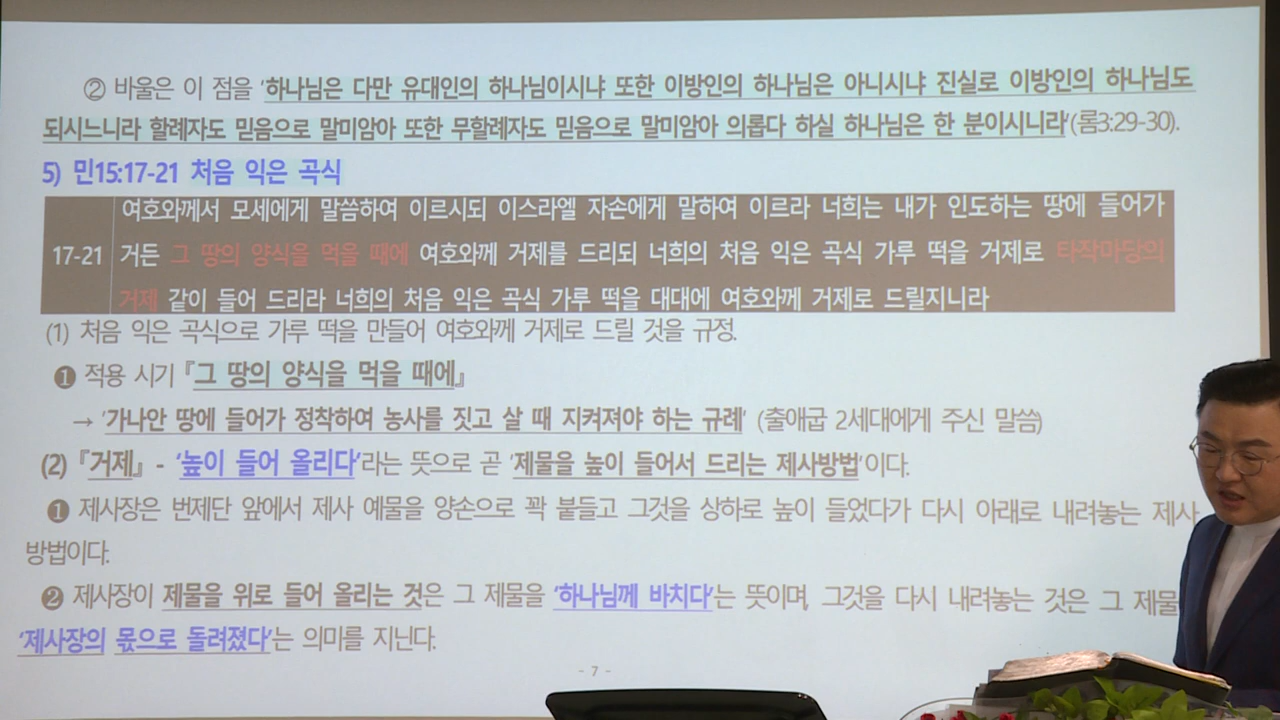 ② 바울은 이 점을 '하나님은 다만 유대인의 하나님이시냐 또한 이방인의 하나님은 아니시냐 진실로 이방인의 하나님도
되시느니라 할례자도 믿음으로 말미암아 또한 무할례자도 믿음으로 말미암아 의롭다 하실 하나님은 한 분이시니라'(롬3:29-30).
5) 민15:17-21 처음 익은 곡식
여호와께서 모세에게 말씀하여 이르시되 이스라엘 자손에게 말하여 이르라 너희는 내가 인도하는 땅에 들어가
17-21 거든 그 땅의 양식을 먹을 때에 여호와께 거제를 드리되 너희의 처음 익은 곡식 가루 떡을 거제로 타작마당의
거제 같이 들어 드리라 너희의 처음 익은 곡식 가루 떡을 대대에 여호와께 거제로 드릴지니라
(1) 처음 익은 곡식으로 가루 떡을 만들어 여호와께 거제로 드릴 것을 규정.
❶ 적용 시기 『그 땅의 양식을 먹을 때에』
→ '가나안 땅에 들어가 정착하여 농사를 짓고 살 때 지켜져야 하는 규례' (출애굽 2세대에게 주신 말씀)
(2) 『거제』 - '높이 들어 올리다'라는 뜻으로 곧 '제물을 높이 들어서 드리는 제사방법'이다.
❶ 제사장은 번제단 앞에서 제사 예물을 양손으로 꽉 붙들고 그것을 상하로 높이 들었다가 다시 아래로 내려놓는 제사
방법이다.
❷ 제사장이 제물을 위로 들어 올리는 것은 그 제물을 '하나님께 바치다'는 뜻이며, 그것을 다시 내려놓는 것은 그 제물
'제사장의 몫으로 돌려졌다'는 의미를 지닌다.
- 7 -